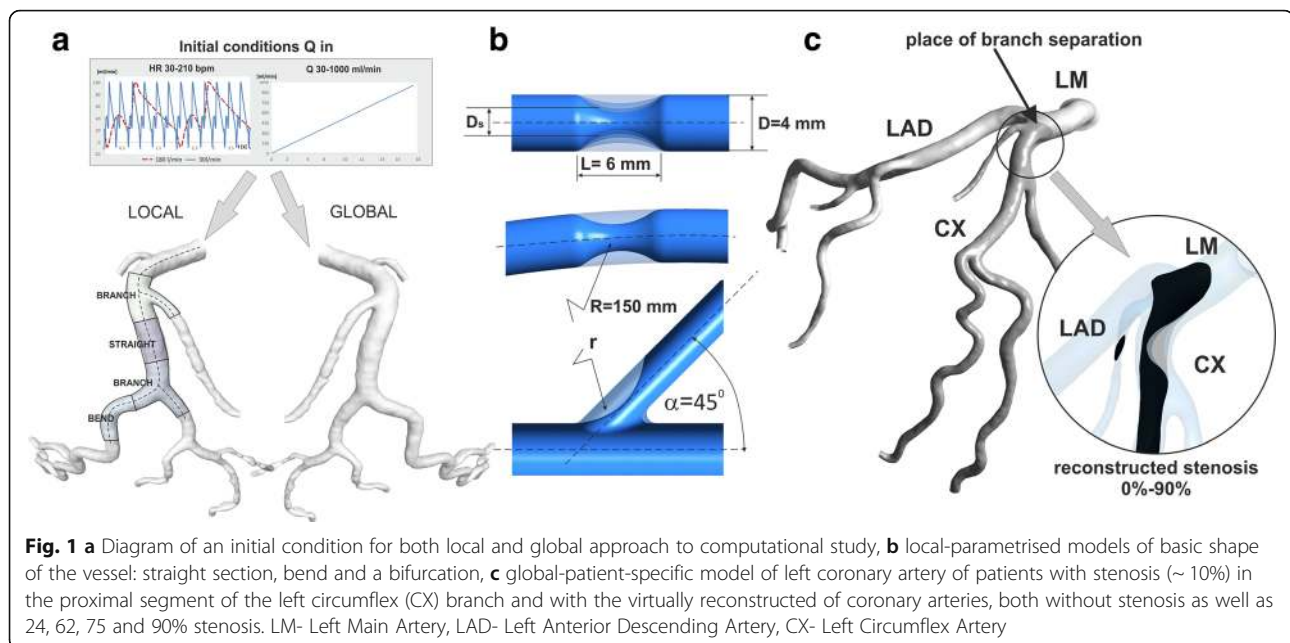 a
Initial conditions Q in
HR 30-210 bpm
Q 30-1000 ml/min
LOCAL
GLOBAL
BRANCH
STRAIGHT
BRANCH
BEND
b
Ds
D=4 mm
L= 6 mm
R=150 mm
r
α=45⁰
c
place of branch separation
LM
LAD
CX
LM
LAD
CX
reconstructed stenosis
0%-90%
Fig. 1 a Diagram of an initial condition for both local and global approach to computational study, b local-parametrised models of basic shape
of the vessel: straight section, bend and a bifurcation, c global-patient-specific model of left coronary artery of patients with stenosis (~ 10%) in
the proximal segment of the left circumflex (CX) branch and with the virtually reconstructed of coronary arteries, both without stenosis as well as
24, 62, 75 and 90% stenosis. LM- Left Main Artery, LAD- Left Anterior Descending Artery, CX- Left Circumflex Artery